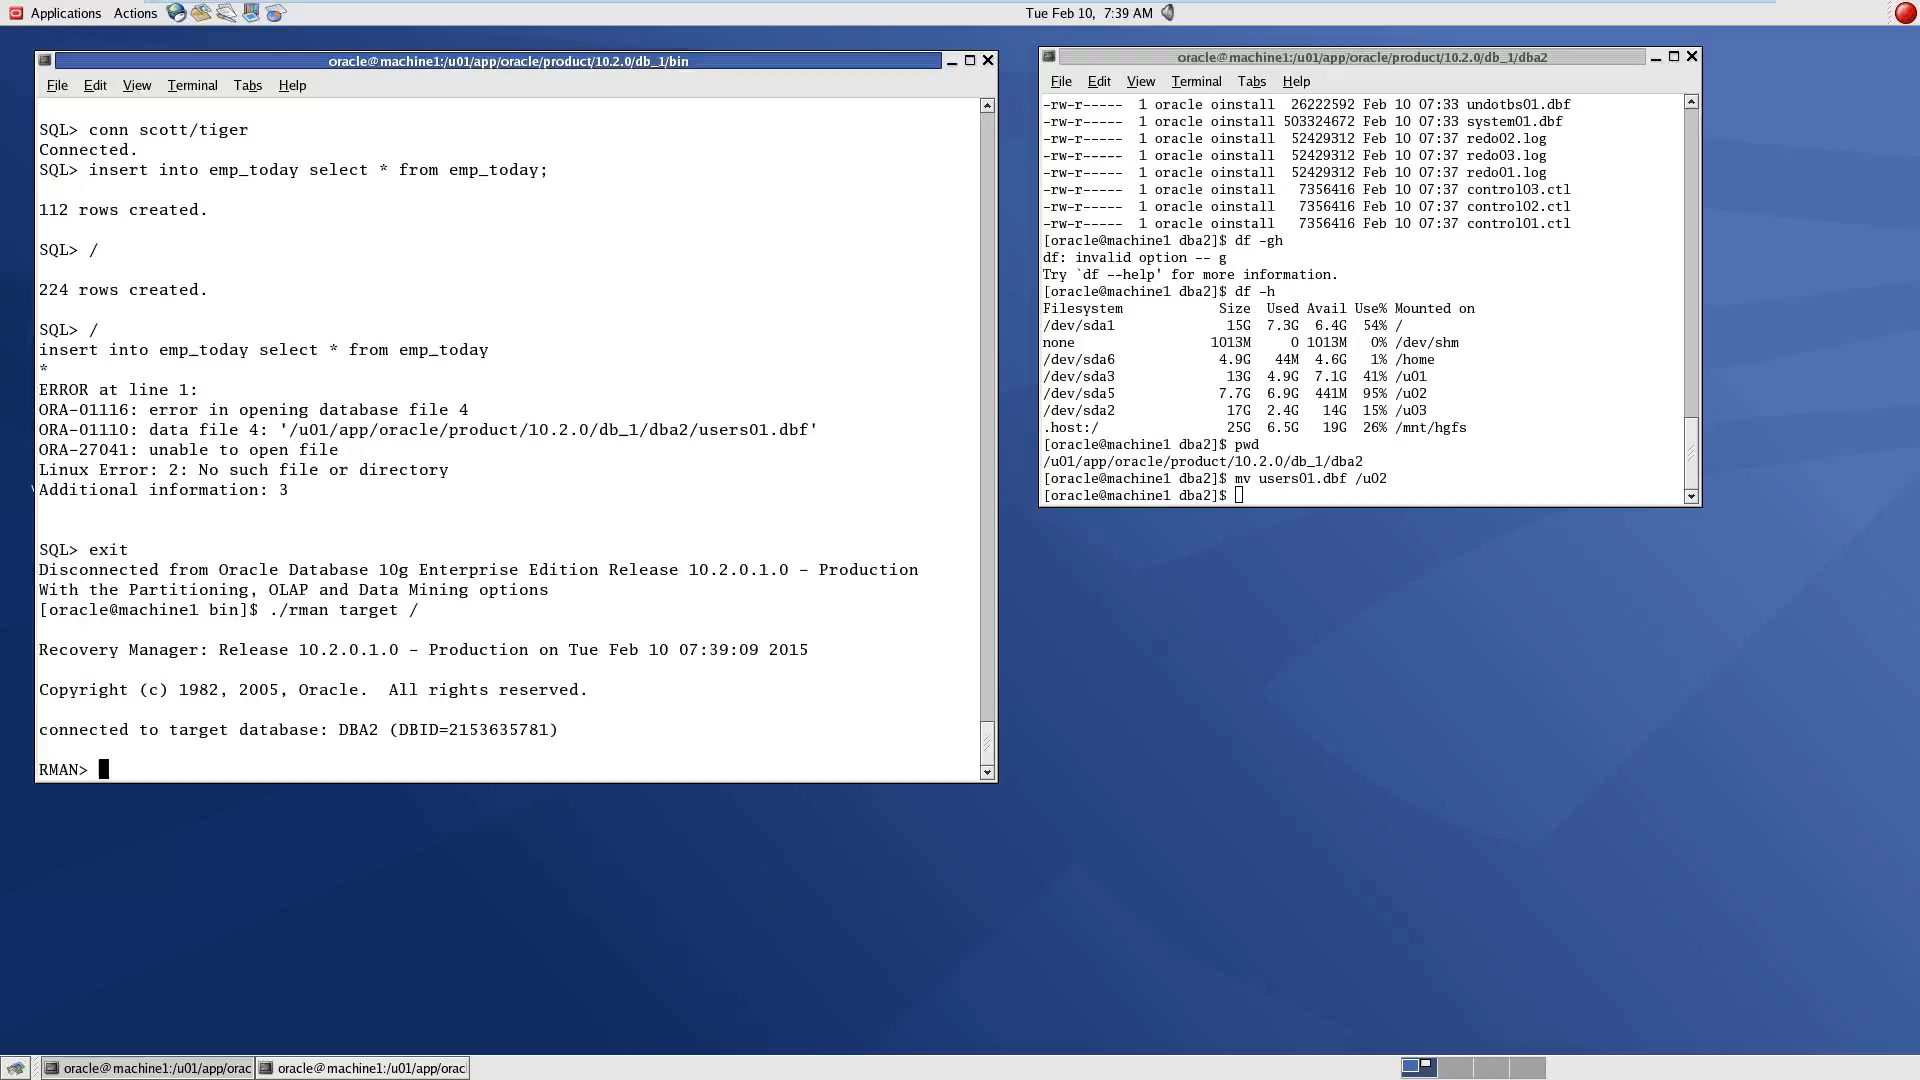 Applications Actions Tue Feb 10, 7:39 AM
oracle@machine1:/u01/app/oracle/product/10.2.0/db_1/bin
File Edit View Terminal Tabs Help
SQL> conn scott/tiger
Connected.
SQL> insert into emp_today select * from emp_today;
112 rows created.
SQL> /
224 rows created.
SQL> /
insert into emp_today select * from emp_today
*
ERROR at line 1:
ORA-01116: error in opening database file 4
ORA-01110: data file 4: '/u01/app/oracle/product/10.2.0/db_1/dba2/users01.dbf'
ORA-27041: unable to open file
Linux Error: 2: No such file or directory
Additional information: 3
SQL> exit
Disconnected from Oracle Database 10g Enterprise Edition Release 10.2.0.1.0 - Production
With the Partitioning, OLAP and Data Mining options
[oracle@machine1 bin]$ ./rman target /
Recovery Manager: Release 10.2.0.1.0 - Production on Tue Feb 10 07:39:09 2015
Copyright (c) 1982, 2005, Oracle.  All rights reserved.
connected to target database: DBA2 (DBID=2153635781)
RMAN>
oracle@machine1:/u01/app/oracle/product/10.2.0/db_1/dba2
File Edit View Terminal Tabs Help
-rw-r-----  1 oracle oinstall  26222592 Feb 10 07:33 undotbs01.dbf
-rw-r-----  1 oracle oinstall 503324672 Feb 10 07:33 system01.dbf
-rw-r-----  1 oracle oinstall  52429312 Feb 10 07:37 redo02.log
-rw-r-----  1 oracle oinstall  52429312 Feb 10 07:37 redo03.log
-rw-r-----  1 oracle oinstall  52429312 Feb 10 07:37 redo01.log
-rw-r-----  1 oracle oinstall   7356416 Feb 10 07:37 control03.ctl
-rw-r-----  1 oracle oinstall   7356416 Feb 10 07:37 control02.ctl
-rw-r-----  1 oracle oinstall   7356416 Feb 10 07:37 control01.ctl
[oracle@machine1 dba2]$ df -gh
df: invalid option -- g
Try `df --help' for more information.
[oracle@machine1 dba2]$ df -h
Filesystem            Size  Used Avail Use% Mounted on
/dev/sda1              15G  7.3G  6.4G  54% /
none                 1013M     0 1013M   0% /dev/shm
/dev/sda6             4.9G   44M  4.6G   1% /home
/dev/sda3              13G  4.9G  7.1G  41% /u01
/dev/sda5             7.7G  6.9G  441M  95% /u02
/dev/sda2              17G  2.4G   14G  15% /u03
.host:/                25G  6.5G   19G  26% /mnt/hgfs
[oracle@machine1 dba2]$ pwd
/u01/app/oracle/product/10.2.0/db_1/dba2
[oracle@machine1 dba2]$ mv users01.dbf /u02
[oracle@machine1 dba2]$
oracle@machine1:/u01/app/orac oracle@machine1:/u01/app/orac